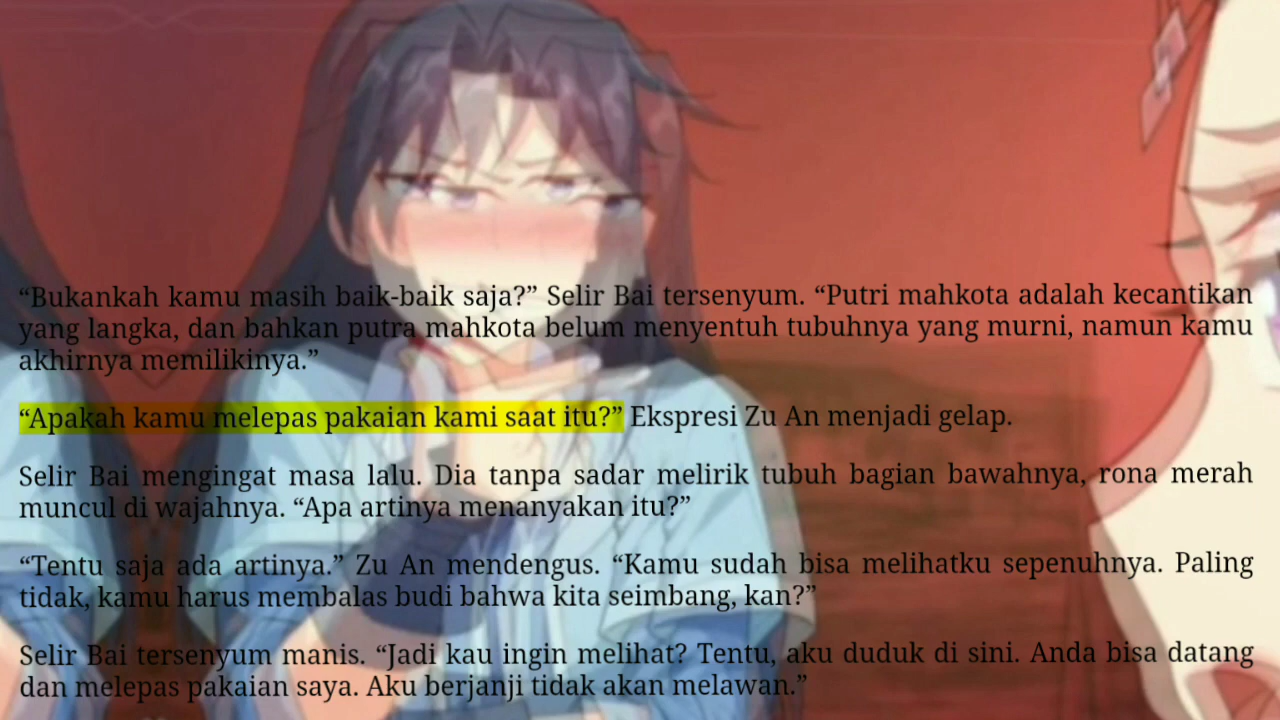 “Bukankah kamu masih baik-baik saja?” Selir Bai tersenyum. “Putri mahkota adalah kecantikan
yang langka, dan bahkan putra mahkota belum menyentuh tubuhnya yang murni, namun kamu
akhirnya memilikinya.”
“Apakah kamu melepas pakaian kami saat itu?” Ekspresi Zu An menjadi gelap.
Selir Bai mengingat masa lalu. Dia tanpa sadar melirik tubuh bagian bawahnya, rona merah
muncul di wajahnya. “Apa artinya menanyakan itu?”
“Tentu saja ada artinya.” Zu An mendengus. “Kamu sudah bisa melihatku sepenuhnya. Paling
tidak, kamu harus membalas budi bahwa kita seimbang, kan?”
Selir Bai tersenyum manis. “Jadi kau ingin melihat? Tentu, aku duduk di sini. Anda bisa datang
dan melepas pakaian saya. Aku berjanji tidak akan melawan.”